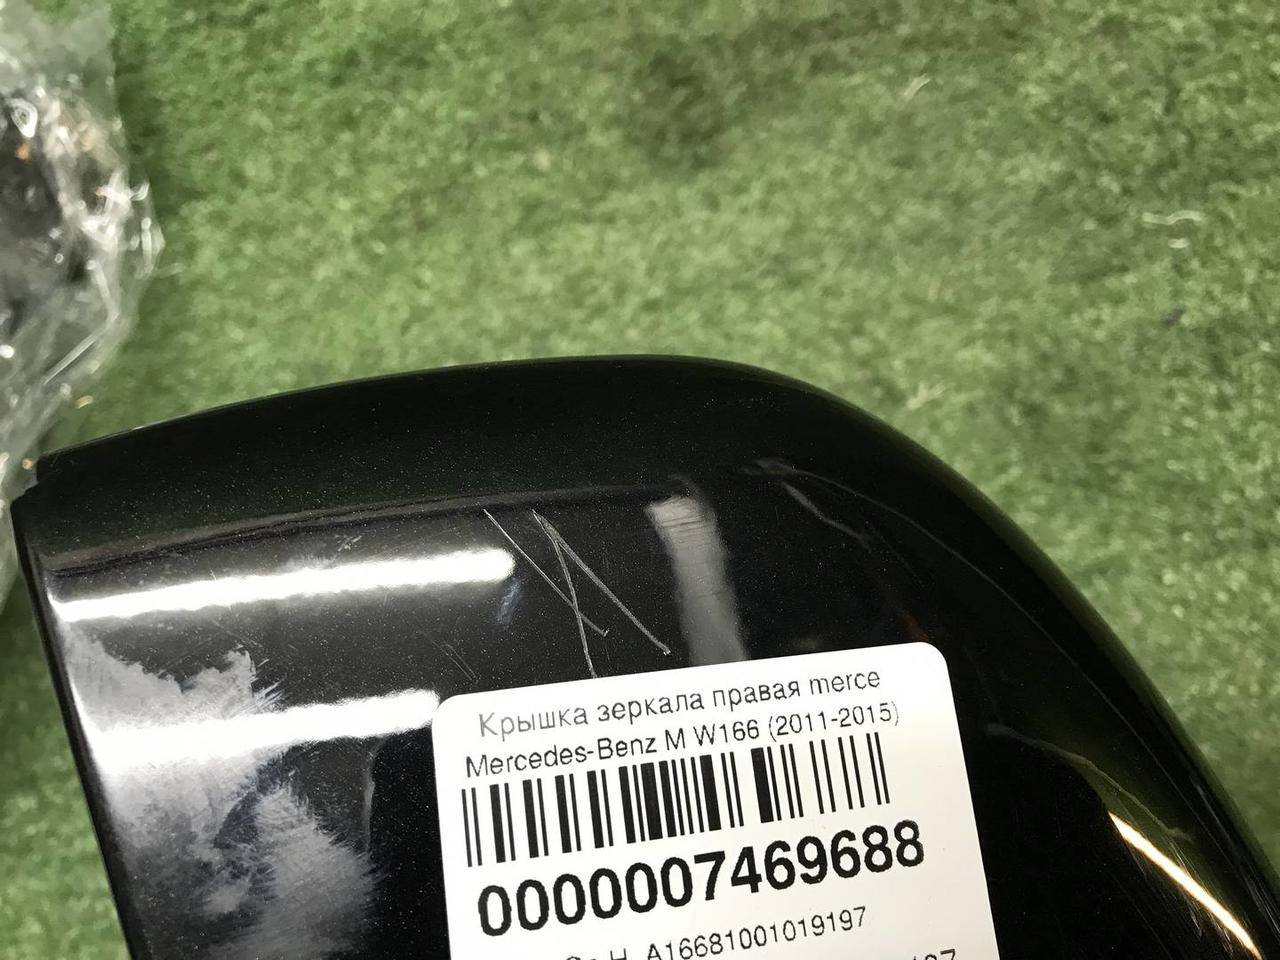 Крышка зеркала правая merce
Mercedes-Benz M W166 (2011-2015)
0000007469688
A16681001019197